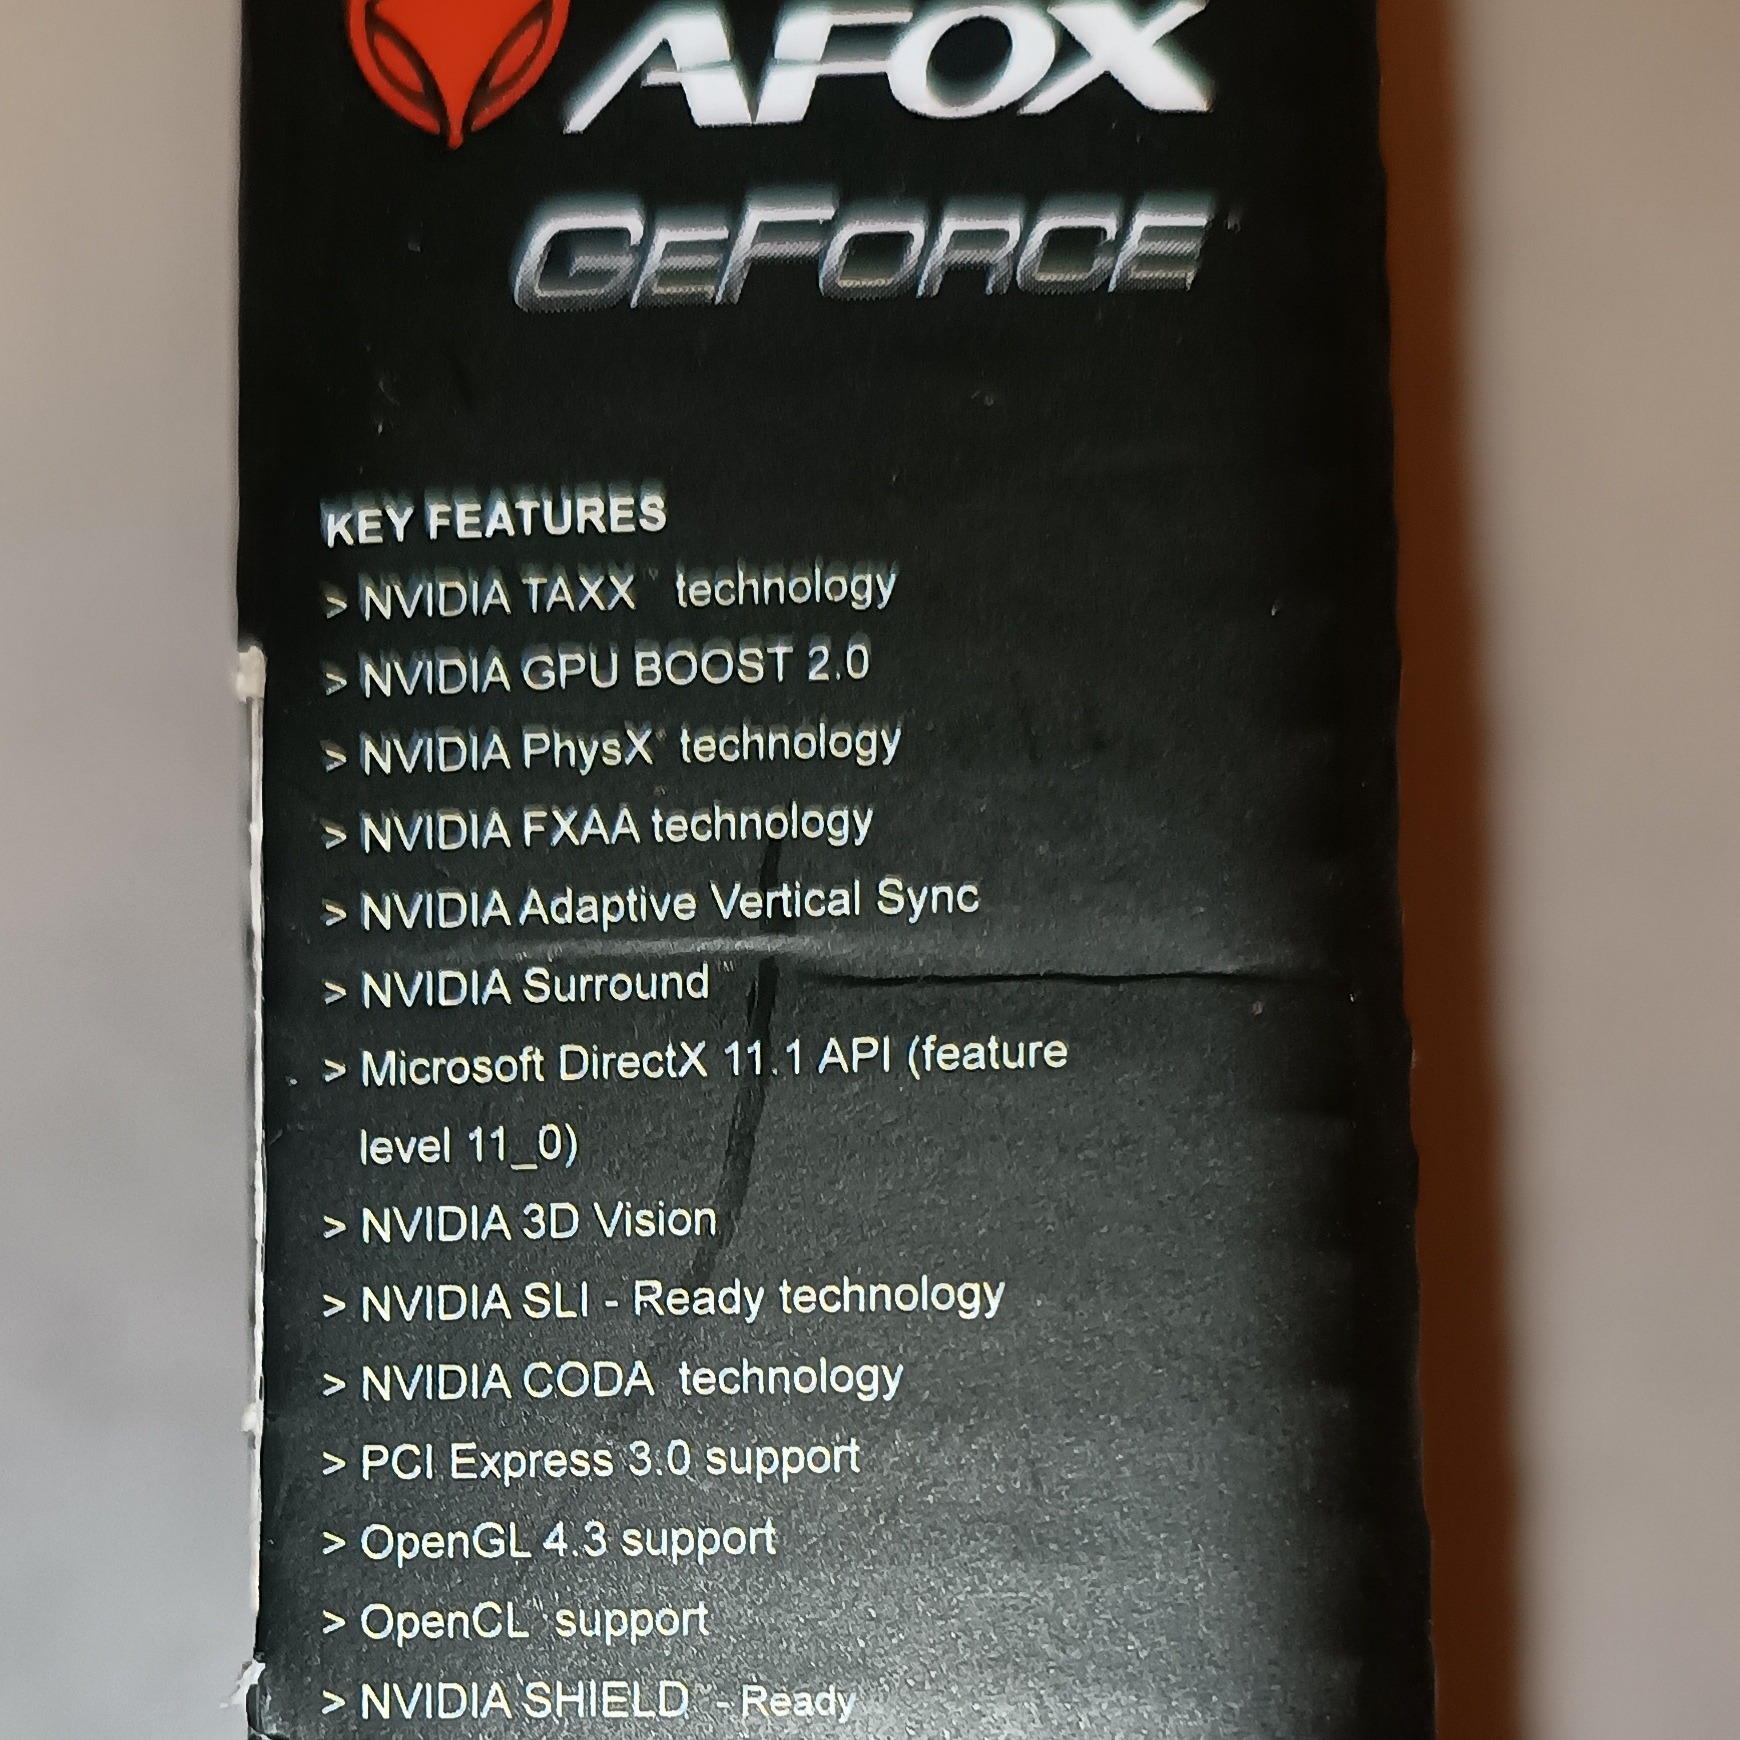 AFOX
GEFORCE
KEY FEATURES
> NVIDIA TAXX technology
> NVIDIA GPU BOOST 2.0
> NVIDIA PhysX technology
> NVIDIA FXAA technology
> NVIDIA Adaptive Vertical Sync
> NVIDIA Surround™
> Microsoft DirectX 11.1 API (feature
level 11_0)
> NVIDIA 3D Vision
> NVIDIA SLI - Ready technology
> NVIDIA CODA technology
> PCI Express 3.0 support
> OpenGL 4.3 support
> OpenCL support
> NVIDIA SHIELD™ - Ready